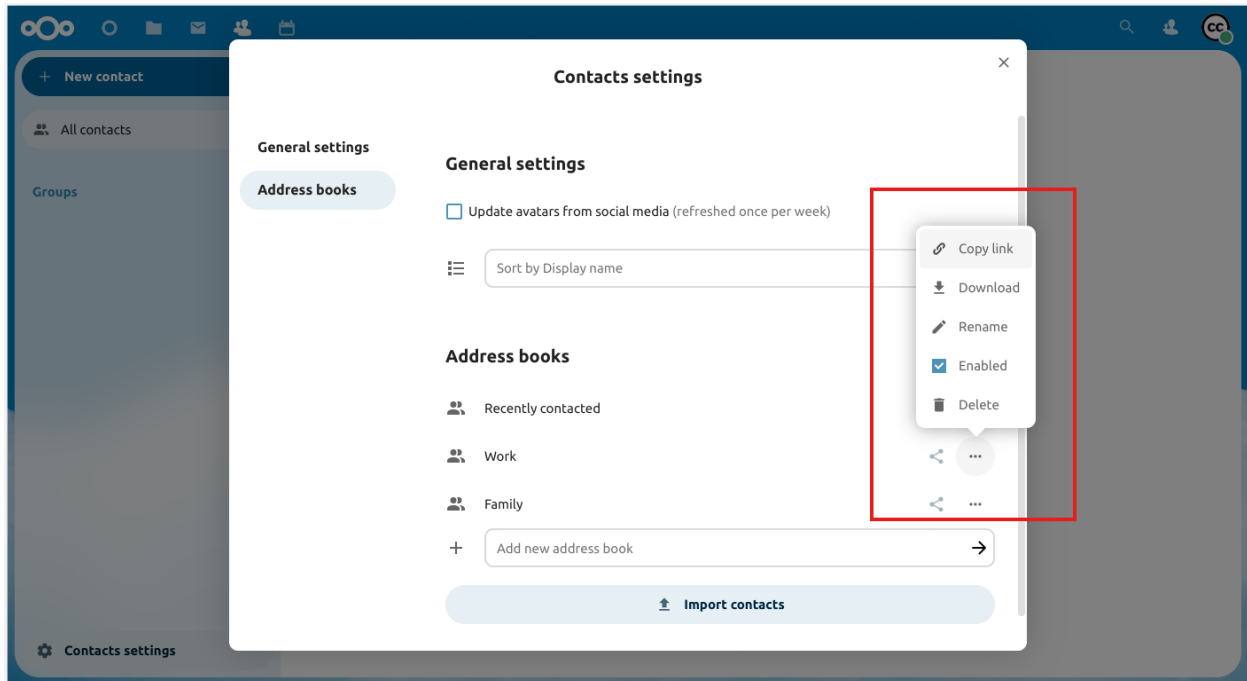 CC
New contact
All contacts
Groups
Contacts settings
Contacts settings
General settings
Address books
General settings
Update avatars from social media (refreshed once per week)
Sort by Display name
Address books
Recently contacted
Work
Family
Add new address book
Import contacts
Copy link
Download
Rename
Enabled
Delete